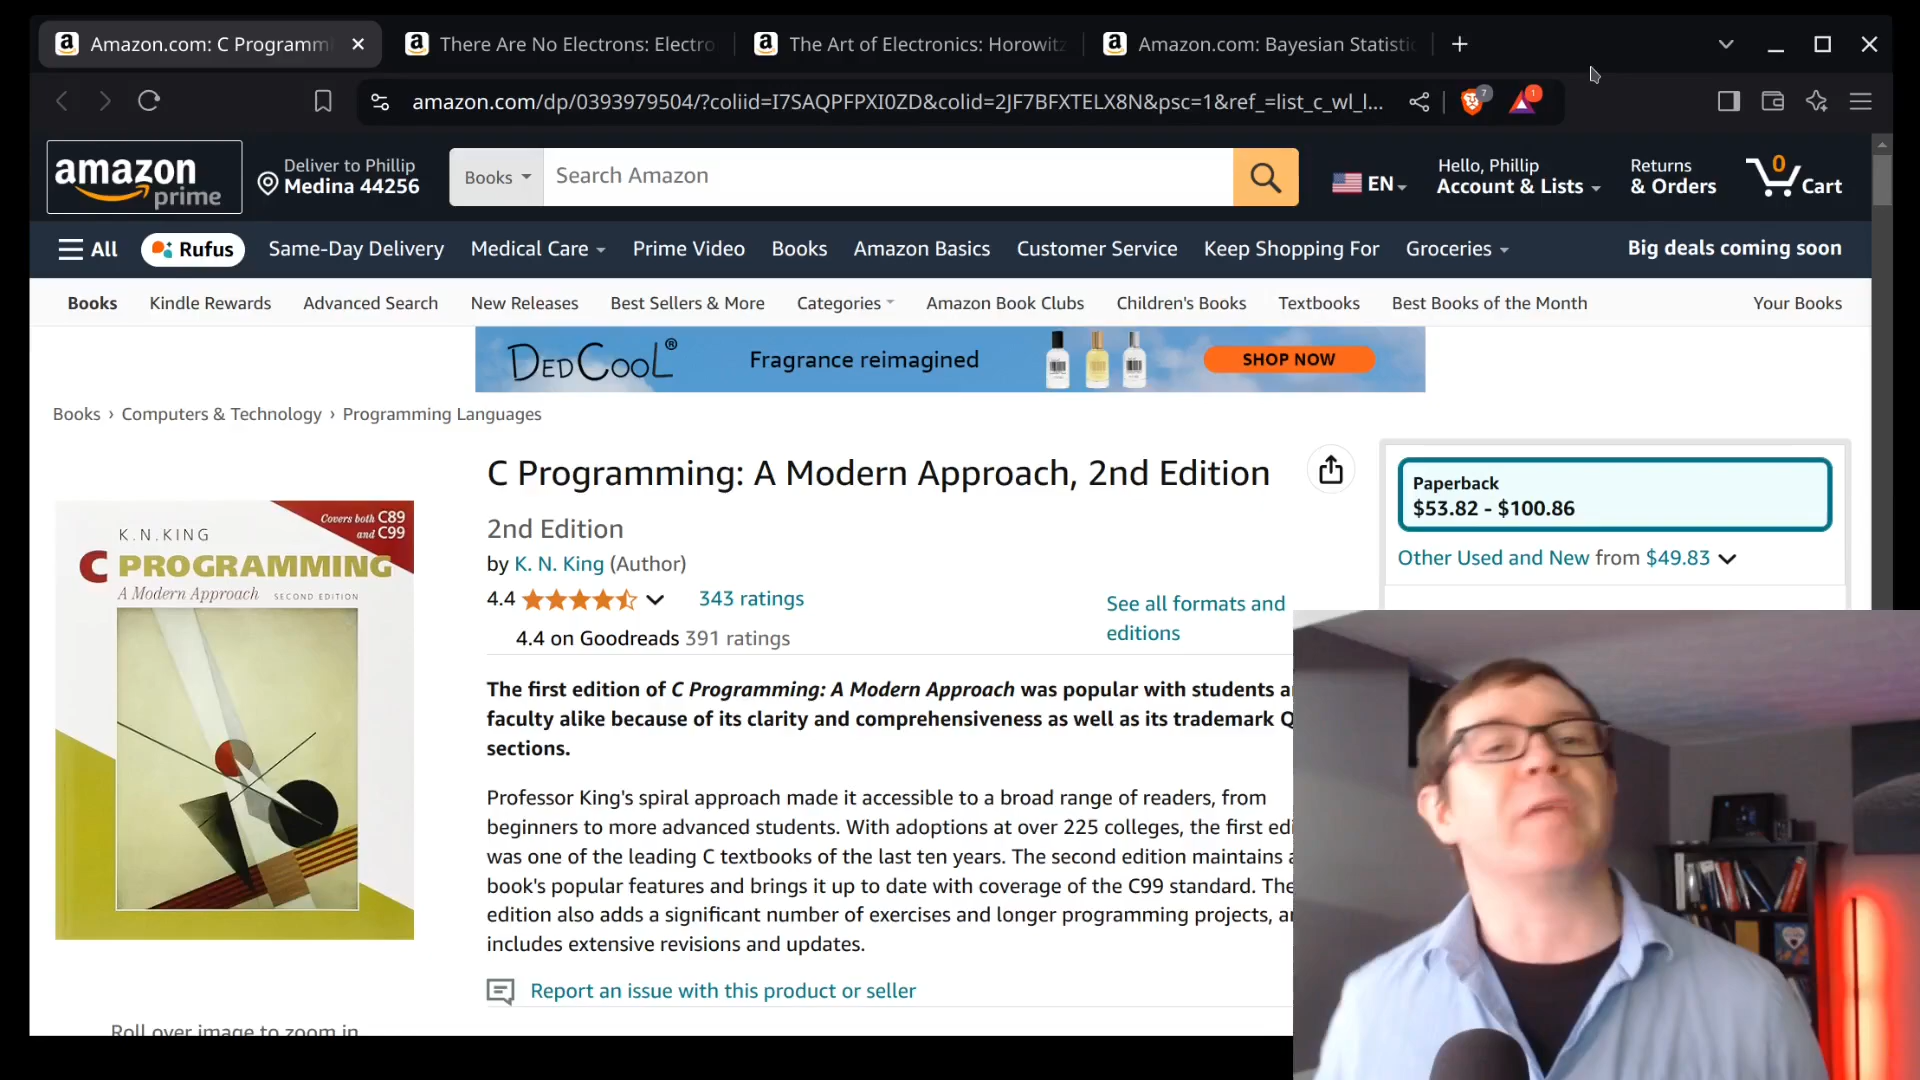 Amazon.com: C Programmi
There Are No Electrons: Electro
The Art of Electronics: Horowitz
Amazon.com: Bayesian Statistic
amazon.com/dp/0393979504/?coliid=I7SAQPFPXI0ZD&colid=2JF7BFXTELX8N&psc=1&ref_=list_c_wl_l...
7
1
amazon
prime
Deliver to Phillip
Medina 44256
Books
Search Amazon
EN
Hello, Phillip
Account & Lists
Returns
& Orders
0
Cart
All
Rufus
Same-Day Delivery
Medical Care
Prime Video
Books
Amazon Basics
Customer Service
Keep Shopping For
Groceries
Big deals coming soon
Books
Kindle Rewards
Advanced Search
New Releases
Best Sellers & More
Categories
Amazon Book Clubs
Children's Books
Textbooks
Best Books of the Month
Your Books
DEDCOOL®
Fragrance reimagined
SHOP NOW
Books › Computers & Technology › Programming Languages
Covers both C89
and C99
K.N.KING
C PROGRAMMING
A Modern Approach SECOND EDITION
C Programming: A Modern Approach, 2nd Edition
2nd Edition
by K. N. King (Author)
4.4
343 ratings
4.4 on Goodreads 391 ratings
See all formats and
editions
Paperback
$53.82 - $100.86
Other Used and New from $49.83
The first edition of C Programming: A Modern Approach was popular with students a
faculty alike because of its clarity and comprehensiveness as well as its trademark Q
sections.
Professor King's spiral approach made it accessible to a broad range of readers, from
beginners to more advanced students. With adoptions at over 225 colleges, the first edi
was one of the leading C textbooks of the last ten years. The second edition maintains a
book's popular features and brings it up to date with coverage of the C99 standard. The
edition also adds a significant number of exercises and longer programming projects, a
includes extensive revisions and updates.
Report an issue with this product or seller
Roll over image to zoom in